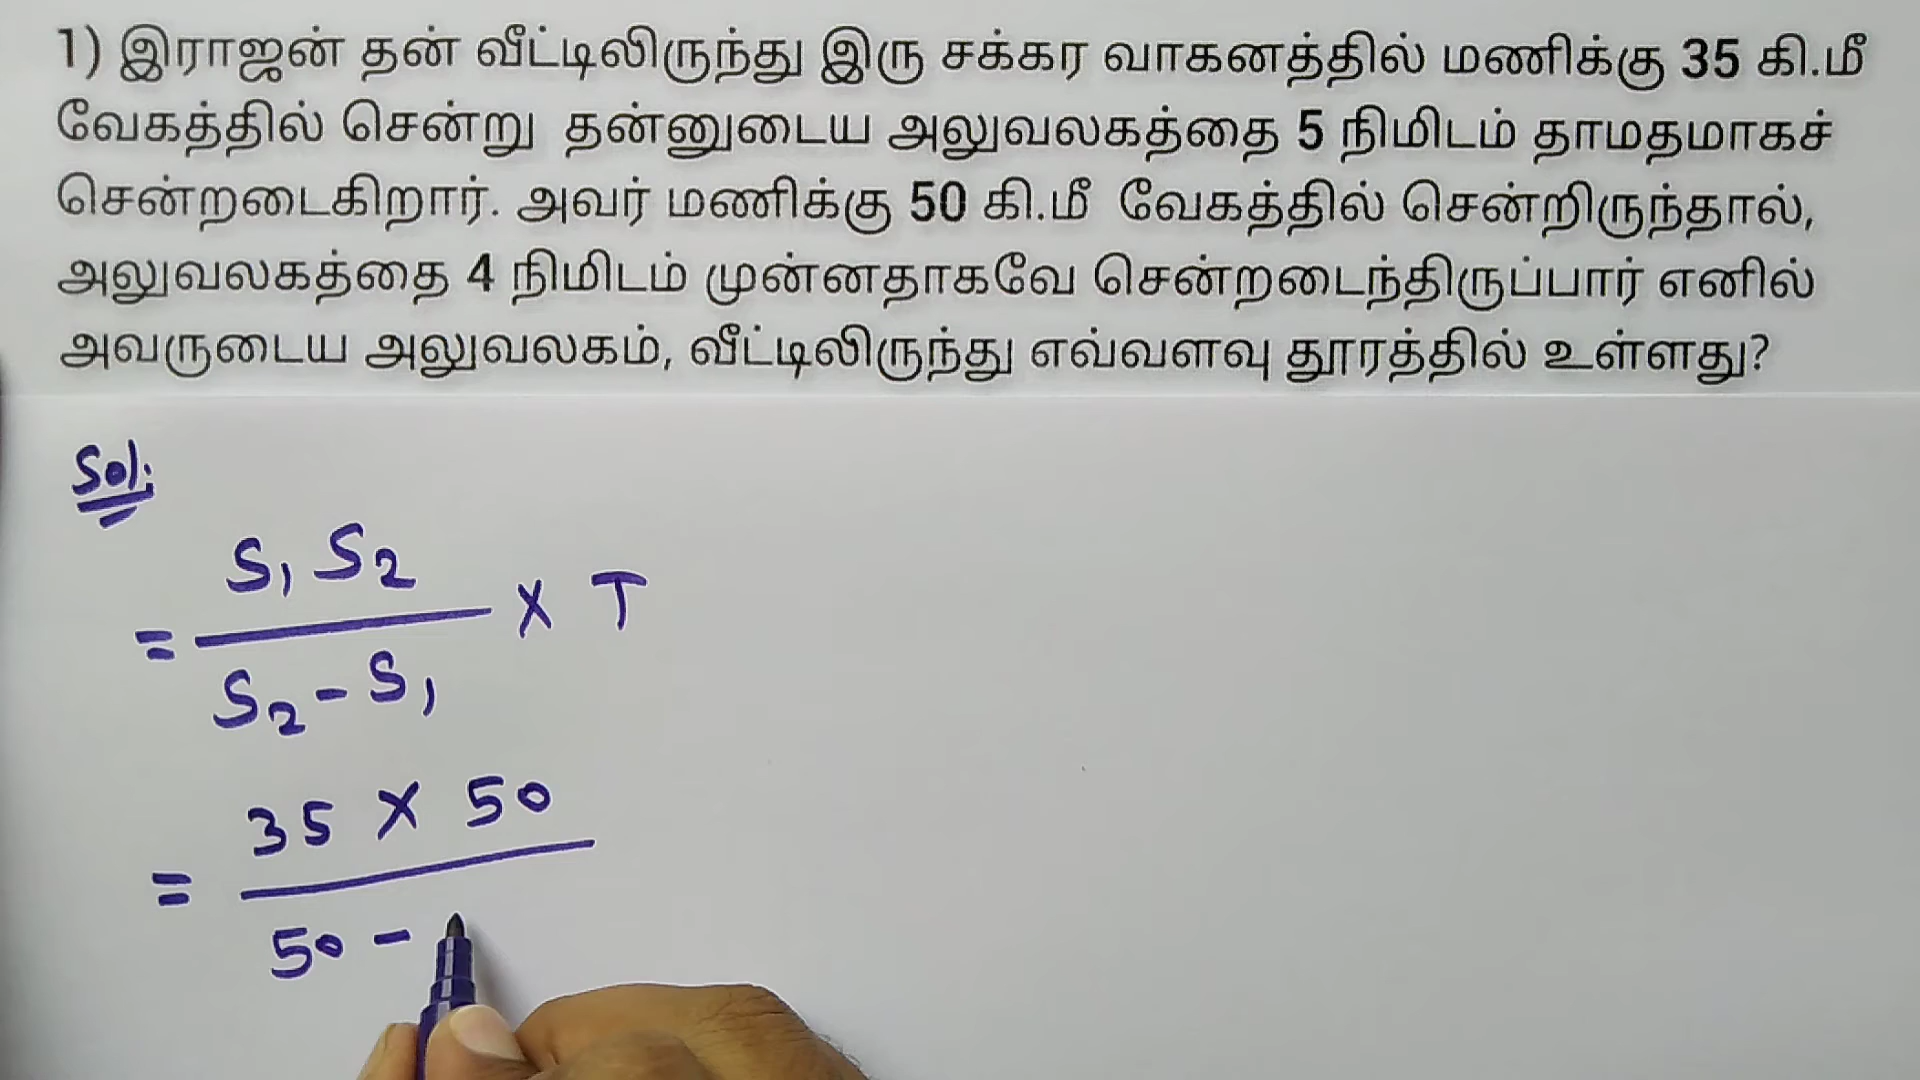 1) இராஜன் தன் வீட்டிலிருந்து இரு சக்கர வாகனத்தில் மணிக்கு 35 கி.மீ
வேகத்தில் சென்று தன்னுடைய அலுவலகத்தை 5 நிமிடம் தாமதமாகச்
சென்றடைகிறார். அவர் மணிக்கு 50 கி.மீ வேகத்தில் சென்றிருந்தால்,
அலுவலகத்தை 4 நிமிடம் முன்னதாகவே சென்றடைந்திருப்பார் எனில்
அவருடைய அலுவலகம், வீட்டிலிருந்து எவ்வளவு தூரத்தில் உள்ளது?
Sol:
S₁ S₂
= × T
S₂ - S₁
35 × 50
=
50 -